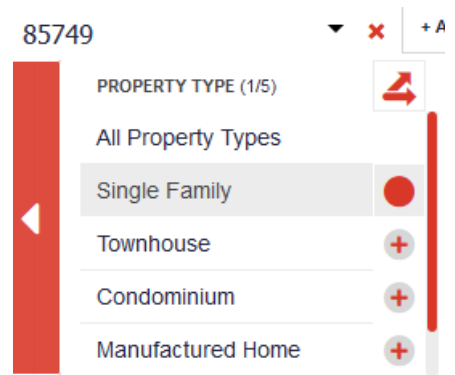 85749
+ A
PROPERTY TYPE (1/5)
All Property Types
Single Family
Townhouse
Condominium
Manufactured Home